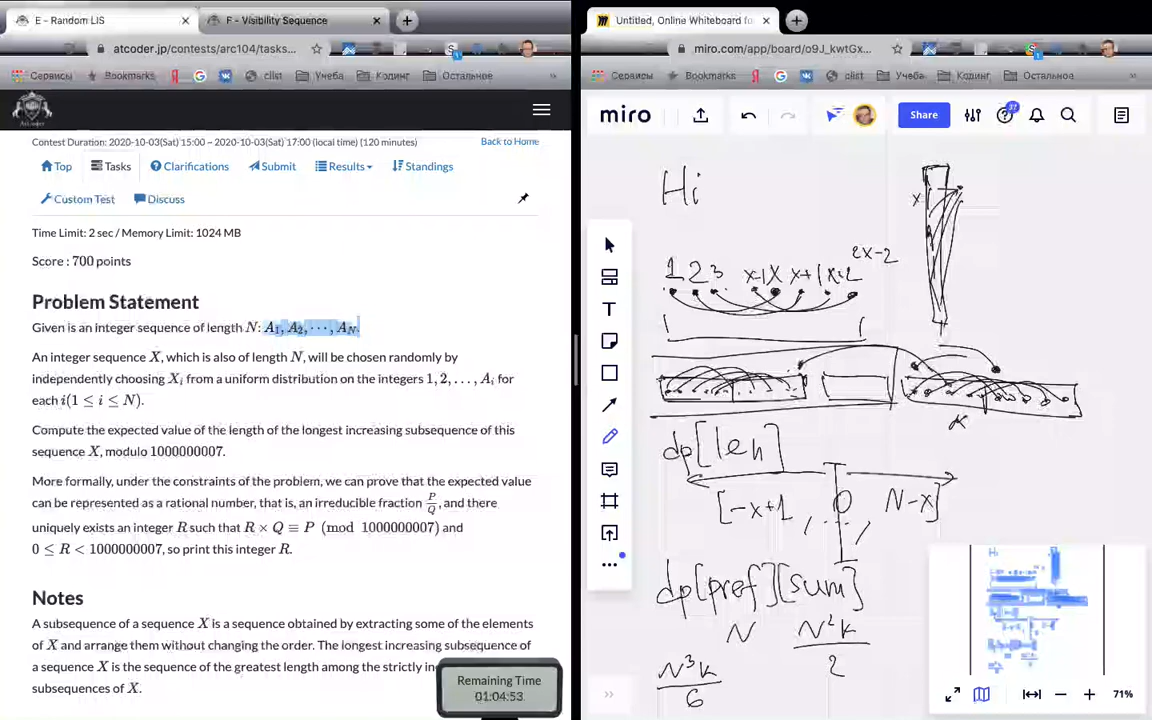 E - Random LIS
F - Visibility Sequence
Untitled, Online Whiteboard fo
atcoder.jp/contests/arc104/tasks...
miro.com/app/board/o9J_kwtGx...
Сервисы Bookmarks clist Учеба Кодинг Остальное
Сервисы Bookmarks clist Учеба Кодинг Остальное
Contest Duration: 2020-10-03(Sat) 15:00 ~ 2020-10-03(Sat) 17:00 (local time) (120 minutes)
Back to Home
Top Tasks Clarifications Submit Results Standings
Custom Test Discuss
Time Limit: 2 sec / Memory Limit: 1024 MB
Score : 700 points
Problem Statement
Given is an integer sequence of length N: A₁, A₂, ⋯, A_N.
An integer sequence X, which is also of length N, will be chosen randomly by
independently choosing X_i from a uniform distribution on the integers 1, 2, …, A_i for
each i(1 ≤ i ≤ N).
Compute the expected value of the length of the longest increasing subsequence of this
sequence X, modulo 1000000007.
More formally, under the constraints of the problem, we can prove that the expected value
can be represented as a rational number, that is, an irreducible fraction P/Q, and there
uniquely exists an integer R such that R × Q ≡ P (mod 1000000007) and
0 ≤ R < 1000000007, so print this integer R.
Notes
A subsequence of a sequence X is a sequence obtained by extracting some of the elements
of X and arrange them without changing the order. The longest increasing subsequence of
a sequence X is the sequence of the greatest length among the strictly inc
subsequences of X.
Remaining Time
01:04:53
miro
Share
Hi
x
2x-2
1 2 3 x-1 x x+1 x+2
x
dp[len]
[-x+1, 0, N-x]
dp[pref][sum]
N N²k/2
N³k/6
71%